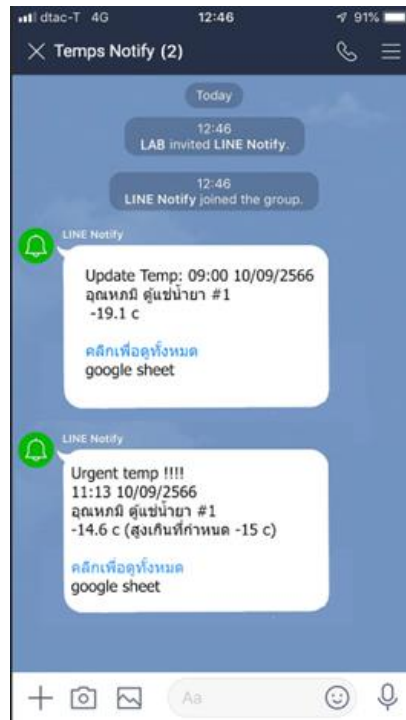 dtac-T 4G 12:46 91%
Temps Notify (2)
Today
12:46
LAB invited LINE Notify.
12:46
LINE Notify joined the group.
LINE Notify
Update Temp: 09:00 10/09/2566
อุณหภมิ ตู้แช่น้ำยา #1
-19.1 c
คลิกเพื่อดูทั้งหมด
google sheet
LINE Notify
Urgent temp !!!!
11:13 10/09/2566
อุณหภมิ ตู้แช่น้ำยา #1
-14.6 c (สูงเกินที่กำหนด -15 c)
คลิกเพื่อดูทั้งหมด
google sheet
Aa